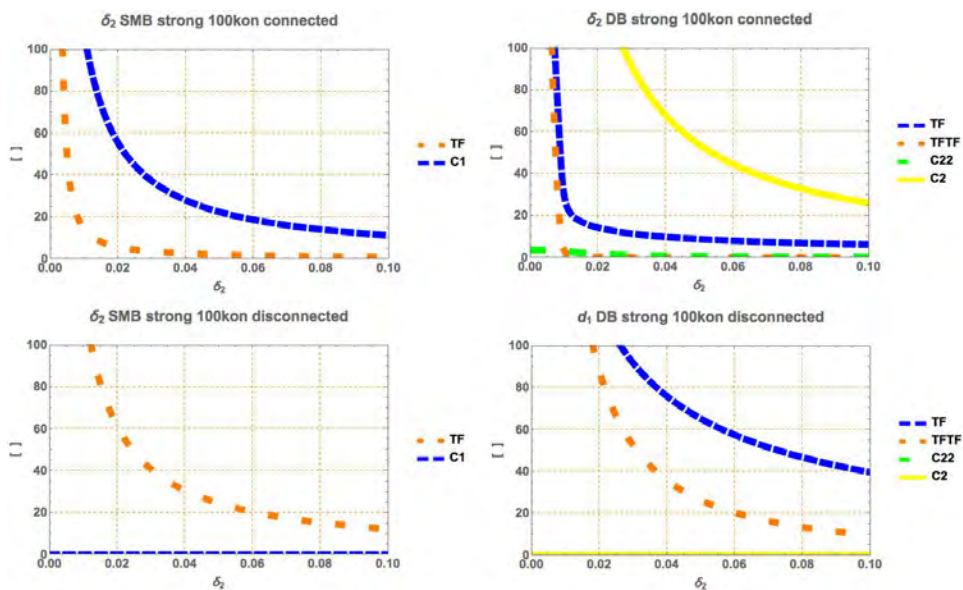 δ₂ SMB strong 100kon connected
100
80
60
40
20
0
0.00 0.02 0.04 0.06 0.08 0.10
[ ]
δ₂
TF
C1
δ₂ DB strong 100kon connected
100
80
60
40
20
0
0.00 0.02 0.04 0.06 0.08 0.10
[ ]
δ₂
TF
TFTF
C22
C2
δ₂ SMB strong 100kon disconnected
100
80
60
40
20
0
0.00 0.02 0.04 0.06 0.08 0.10
[ ]
δ₂
TF
C1
d₁ DB strong 100kon disconnected
100
80
60
40
20
0
0.00 0.02 0.04 0.06 0.08 0.10
[ ]
δ₂
TF
TFTF
C22
C2